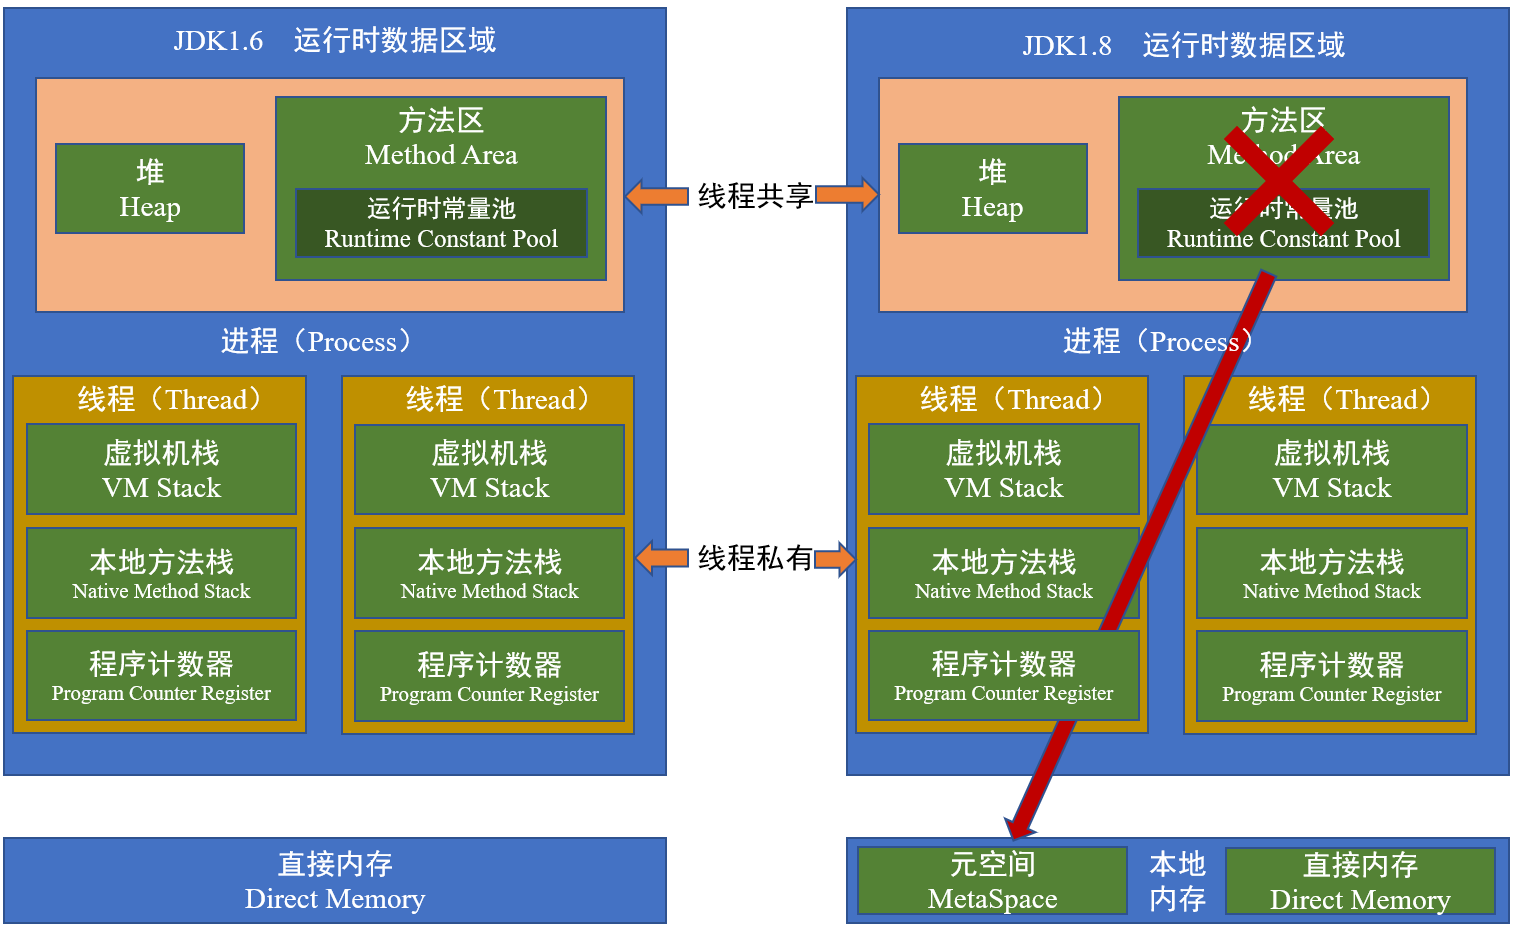 JDK1.6 运行时数据区域
堆
Heap
方法区
Method Area
运行时常量池
Runtime Constant Pool
进程（Process）
线程（Thread）
虚拟机栈
VM Stack
本地方法栈
Native Method Stack
程序计数器
Program Counter Register
线程（Thread）
虚拟机栈
VM Stack
本地方法栈
Native Method Stack
程序计数器
Program Counter Register
直接内存
Direct Memory
线程共享
线程私有
JDK1.8 运行时数据区域
堆
Heap
方法区
Method Area
运行时常量池
Runtime Constant Pool
进程（Process）
线程（Thread）
虚拟机栈
VM Stack
本地方法栈
Native Method Stack
程序计数器
Program Counter Register
线程（Thread）
虚拟机栈
VM Stack
本地方法栈
Native Method Stack
程序计数器
Program Counter Register
元空间
MetaSpace
本地
内存
直接内存
Direct Memory